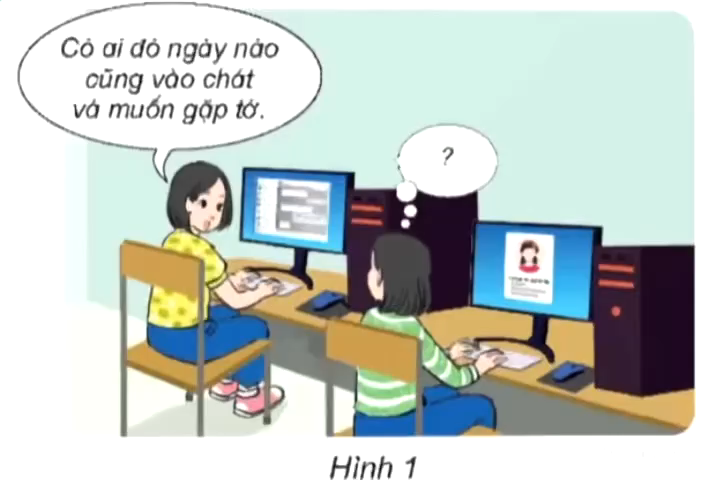 Có ai đó ngày nào
cũng vào chát
và muốn gặp tớ.
?
Hình 1